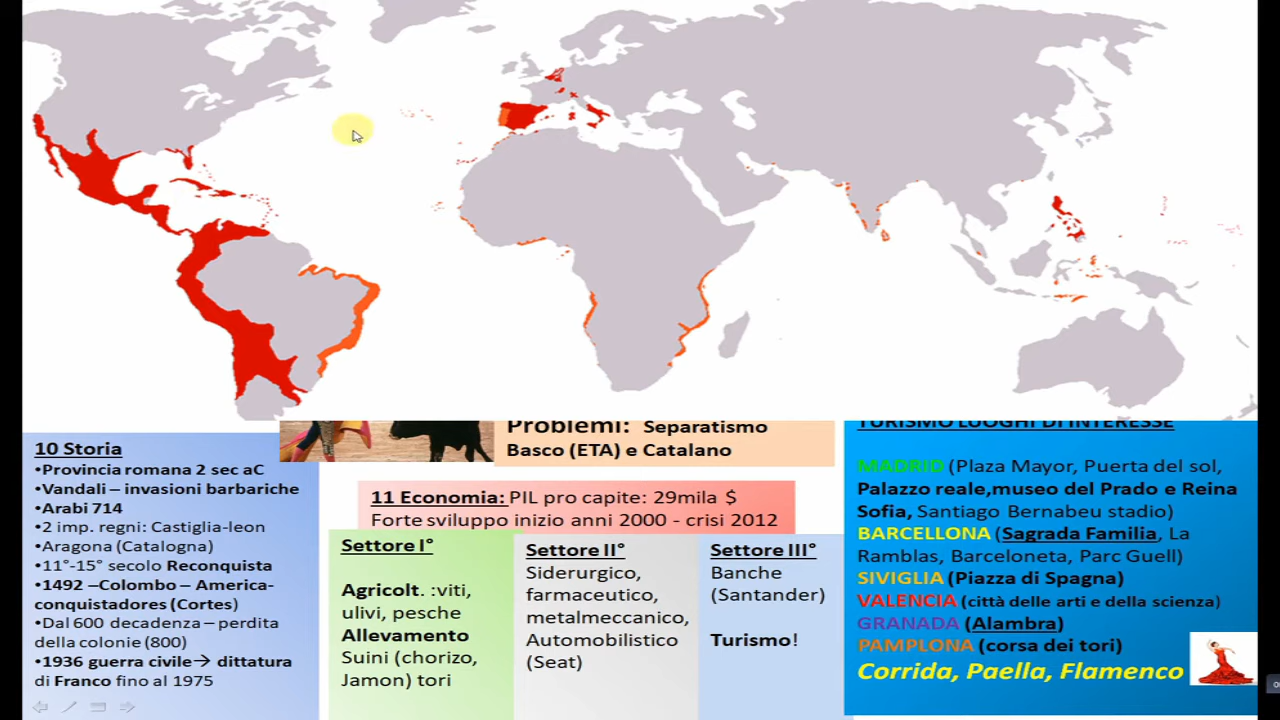 Problemi: Separatismo
Basco (ETA) e Catalano
TURISMO LUOGHI DI INTERESSE
10 Storia
•Provincia romana 2 sec aC
•Vandali – invasioni barbariche
•Arabi 714
•2 imp. regni: Castiglia-leon
•Aragona (Catalogna)
•11°-15° secolo Reconquista
•1492 –Colombo – America-
conquistadores (Cortes)
•Dal 600 decadenza – perdita
della colonie (800)
•1936 guerra civile→ dittatura
di Franco fino al 1975
11 Economia: PIL pro capite: 29mila $
Forte sviluppo inizio anni 2000 - crisi 2012
Settore I°
Agricolt. :viti,
ulivi, pesche
Allevamento
Suini (chorizo,
Jamon) tori
Settore II°
Siderurgico,
farmaceutico,
metalmeccanico,
Automobilistico
(Seat)
Settore III°
Banche
(Santander)
Turismo!
MADRID (Plaza Mayor, Puerta del sol,
Palazzo reale,museo del Prado e Reina
Sofia, Santiago Bernabeu stadio)
BARCELLONA (Sagrada Familia, La
Ramblas, Barceloneta, Parc Guell)
SIVIGLIA (Piazza di Spagna)
VALENCIA (città delle arti e della scienza)
GRANADA (Alambra)
PAMPLONA (corsa dei tori)
Corrida, Paella, Flamenco